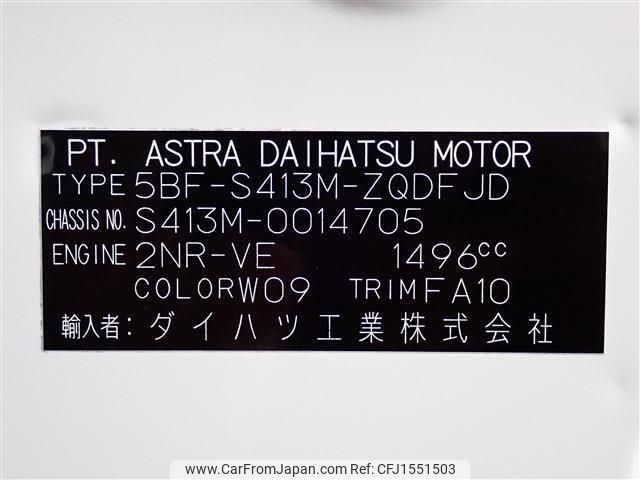 PT. ASTRA DAIHATSU MOTOR
TYPE 5BF-S413M-ZQDFJD
CHASSIS NO. S413M-0014705
ENGINE 2NR-VE 1496cc
COLOR W09 TRIM FA10
輸入者: ダイハツ工業株式会社
www.CarFromJapan.com - CFJ1551503